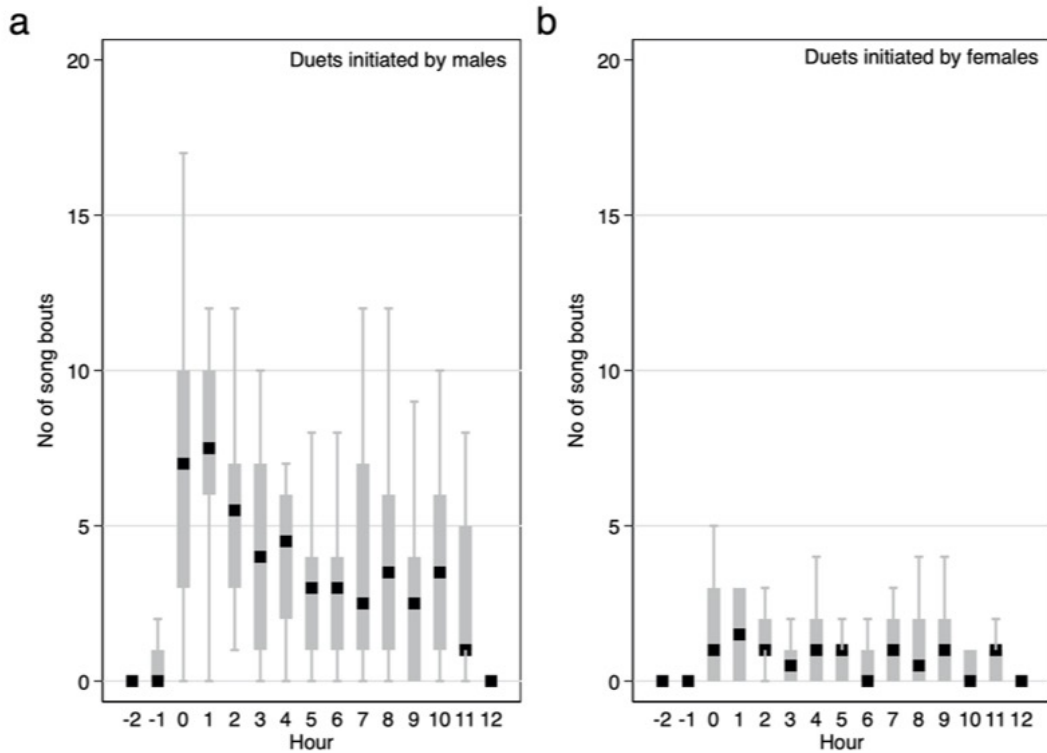 a
Duets initiated by males
20
15
10
5
0
No of song bouts
-2 -1 0 1 2 3 4 5 6 7 8 9 10 11 12
Hour
b
Duets initiated by females
20
15
10
5
0
No of song bouts
-2 -1 0 1 2 3 4 5 6 7 8 9 10 11 12
Hour